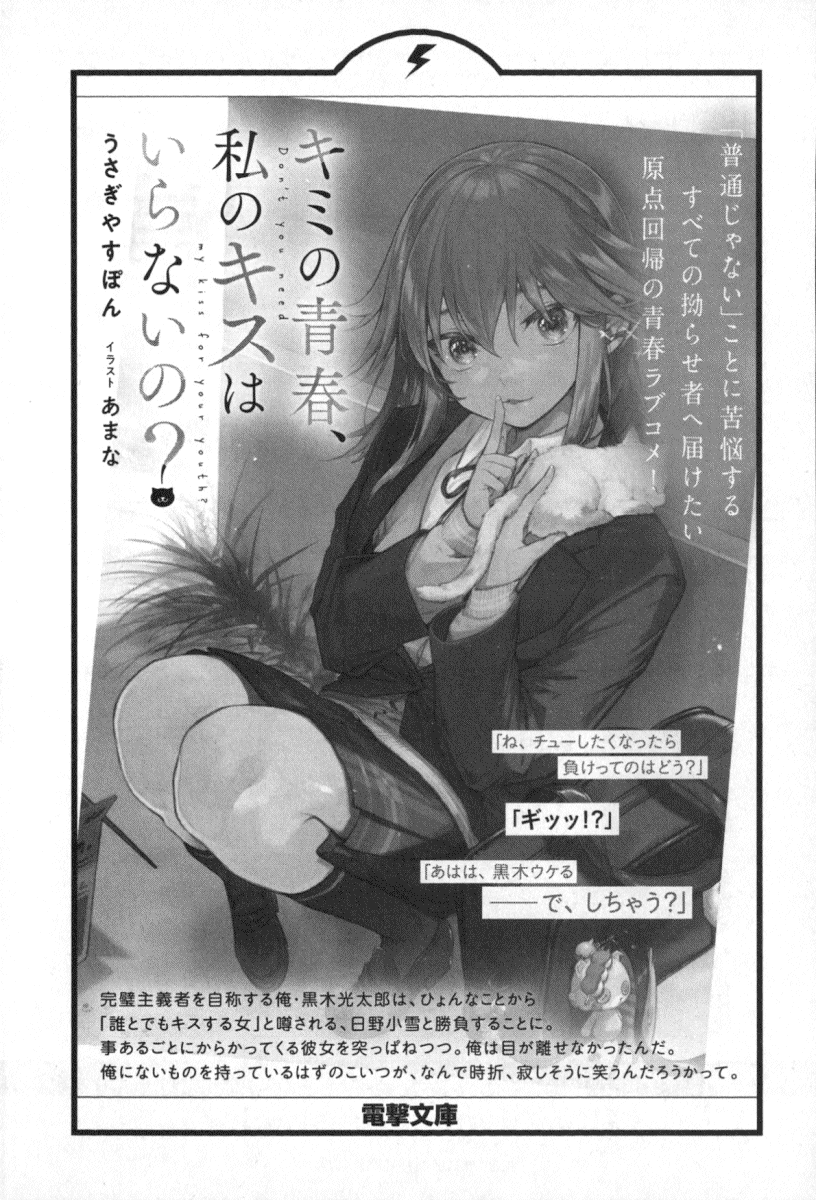 「普通じゃない」ことに苦悩する
すべての拗らせ者へ届けたい
原点回帰の青春ラブコメ！
キミの青春、
Don't you need
私のキスは
my kiss for your youth?
いらないの？
うさぎやすぽん
イラスト あまな
「ね、チューしたくなったら
負けってのはどう？」
「ギッッ!?」
「あはは、黒木ウケる
──で、しちゃう？」
完璧主義者を自称する俺・黒木光太郎は、ひょんなことから
「誰とでもキスする女」と噂される、日野小雪と勝負することに。
事あるごとにからかってくる彼女を突っぱねつつ。俺は目が離せなかったんだ。
俺にないものを持っているはずのこいつが、なんで時折、寂しそうに笑うんだろうかって。
電撃文庫